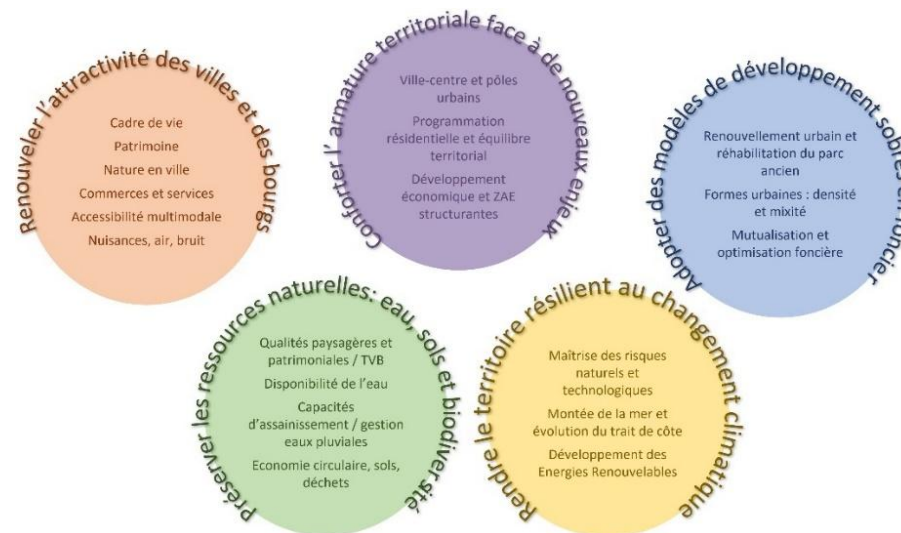 Renouveler l’attractivité des villes et des bourgs
Cadre de vie
Patrimoine
Nature en ville
Commerces et services
Accessibilité multimodale
Nuisances, air, bruit
Conforter l’ armature territoriale face à de nouveaux enjeux
Ville-centre et pôles
urbains
Programmation
résidentielle et équilibre
territorial
Développement
économique et ZAE
structurantes
Adopter des modèles de développement sobres en foncier
Renouvellement urbain et
réhabilitation du parc
ancien
Formes urbaines : densité
et mixité
Mutualisation et
optimisation foncière
Préserver les ressources naturelles: eau, sols et biodiversité
Qualités paysagères et
patrimoniales / TVB
Disponibilité de l’eau
Capacités
d’assainissement / gestion
eaux pluviales
Economie circulaire, sols,
déchets
Rendre le territoire résilient au changement climatique
Maîtrise des risques
naturels et
technologiques
Montée de la mer et
évolution du trait de côte
Développement des
Energies Renouvelables